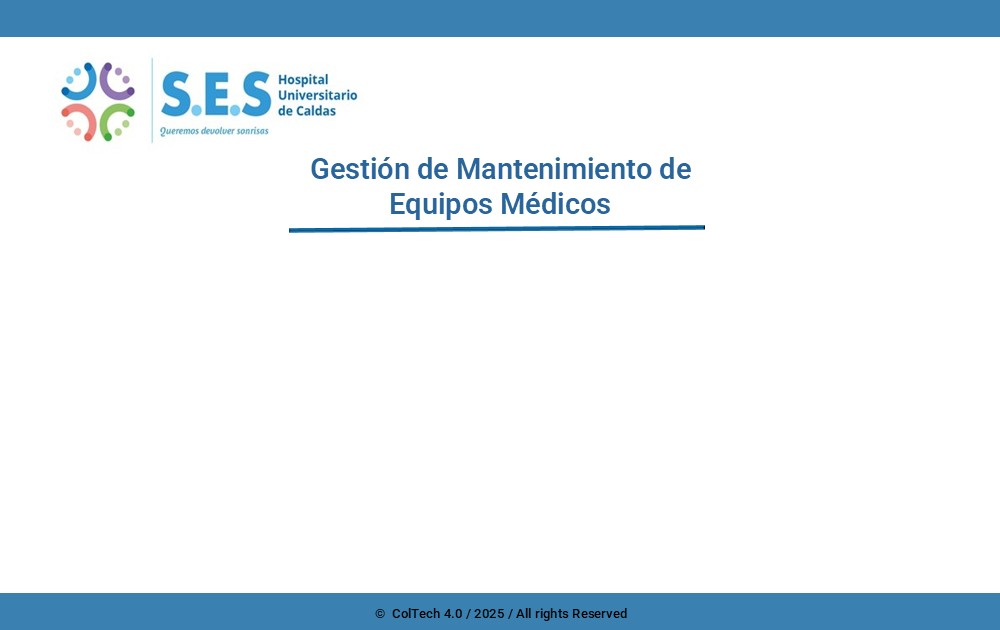 S.E.S
Hospital
Universitario
de Caldas
Queremos devolver sonrisas
Gestión de Mantenimiento de
Equipos Médicos
© ColTech 4.0 / 2025 / All rights Reserved